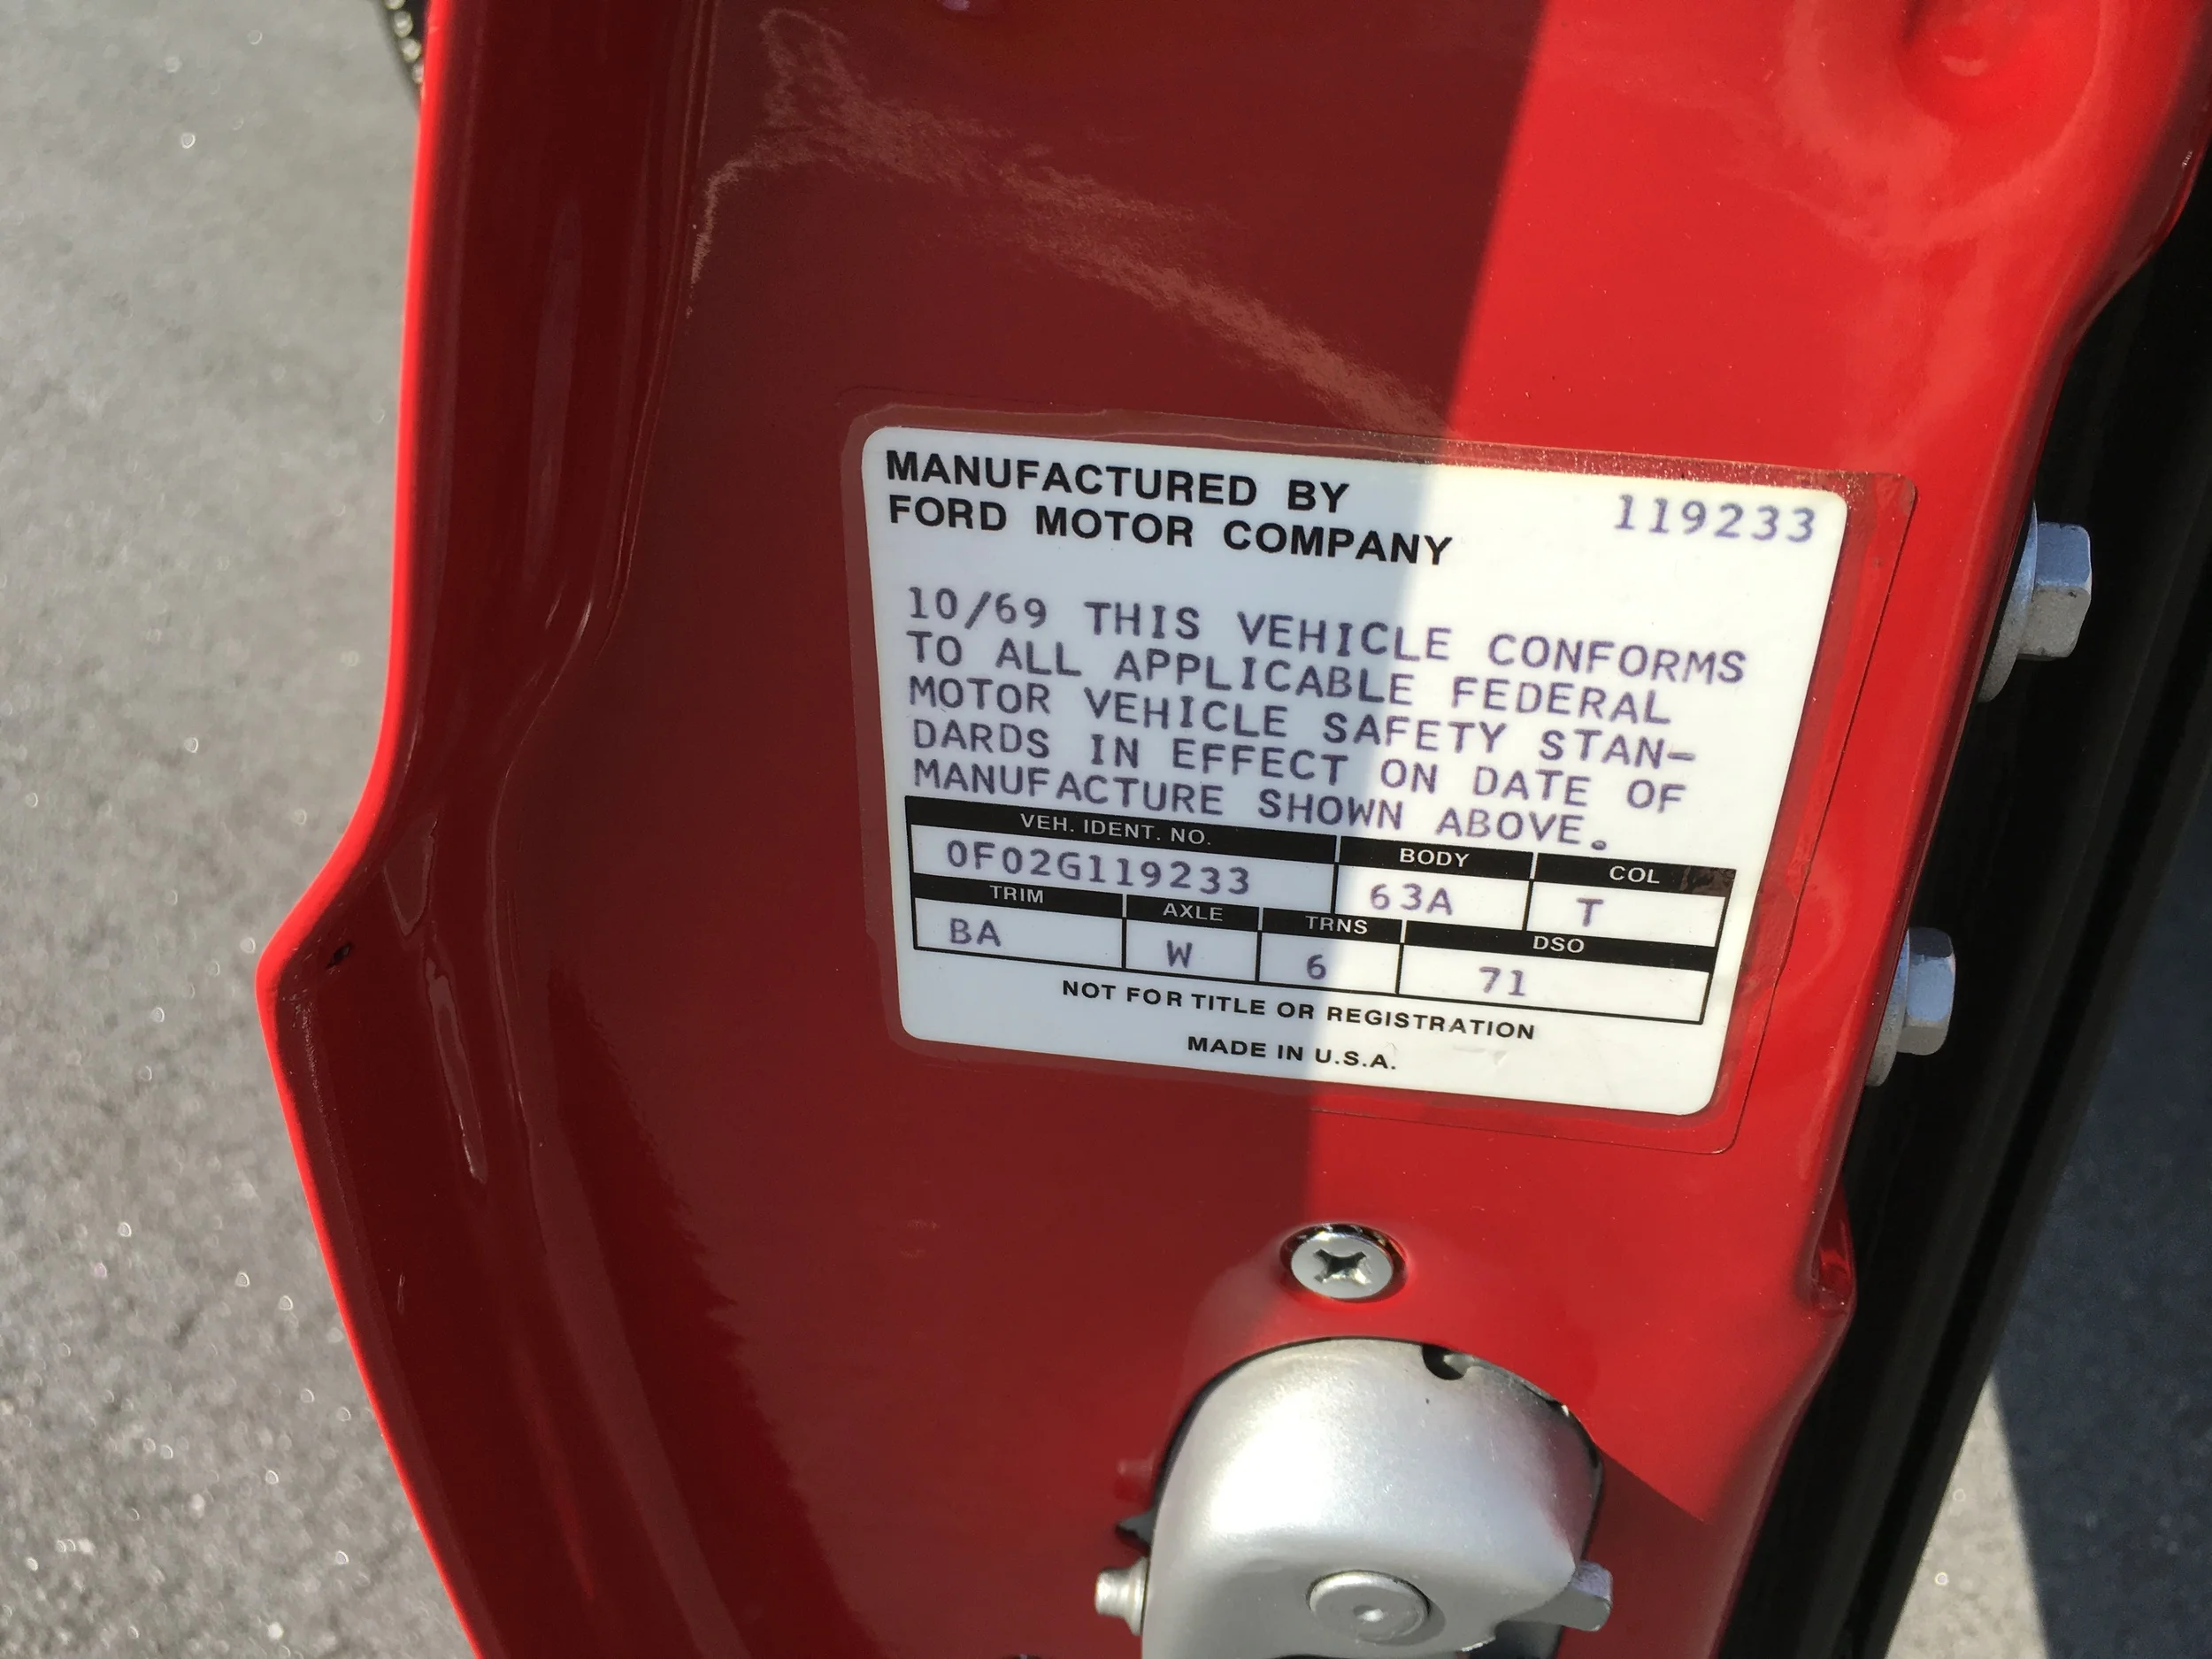 MANUFACTURED BY
FORD MOTOR COMPANY
119233
10/69 THIS VEHICLE CONFORMS
TO ALL APPLICABLE FEDERAL
MOTOR VEHICLE SAFETY STAN-
DARDS IN EFFECT ON DATE OF
MANUFACTURE SHOWN ABOVE.
VEH. IDENT. NO. BODY COL
0F02G119233 63A T
TRIM AXLE TRNS DSO
BA W 6 71
NOT FOR TITLE OR REGISTRATION
MADE IN U.S.A.